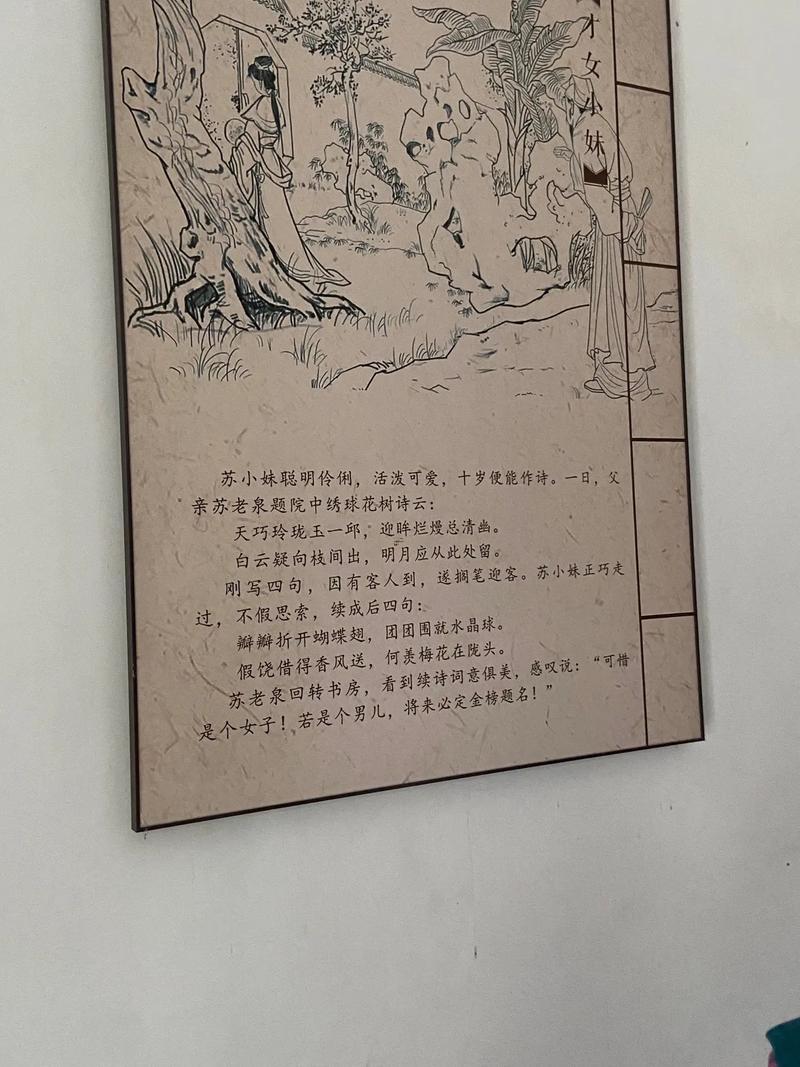 才女小妹
苏小妹聪明伶俐，活泼可爱，十岁便能作诗。一日，父
亲苏老泉题院中绣球花树诗云：
天巧玲珑玉一邱，迎眸烂熳总清幽。
白云疑向枝间出，明月应从此处留。
刚写四句，因有客人到，遂搁笔迎客。苏小妹正巧走
过，不假思索，续成后四句：
瓣瓣折开蝴蝶翅，团团围就水晶球。
假饶借得香风送，何羡梅花在陇头。
苏老泉回转书房，看到续诗词意俱美，感叹说：“可惜
是个女子！若是个男儿，将来必定金榜题名！”